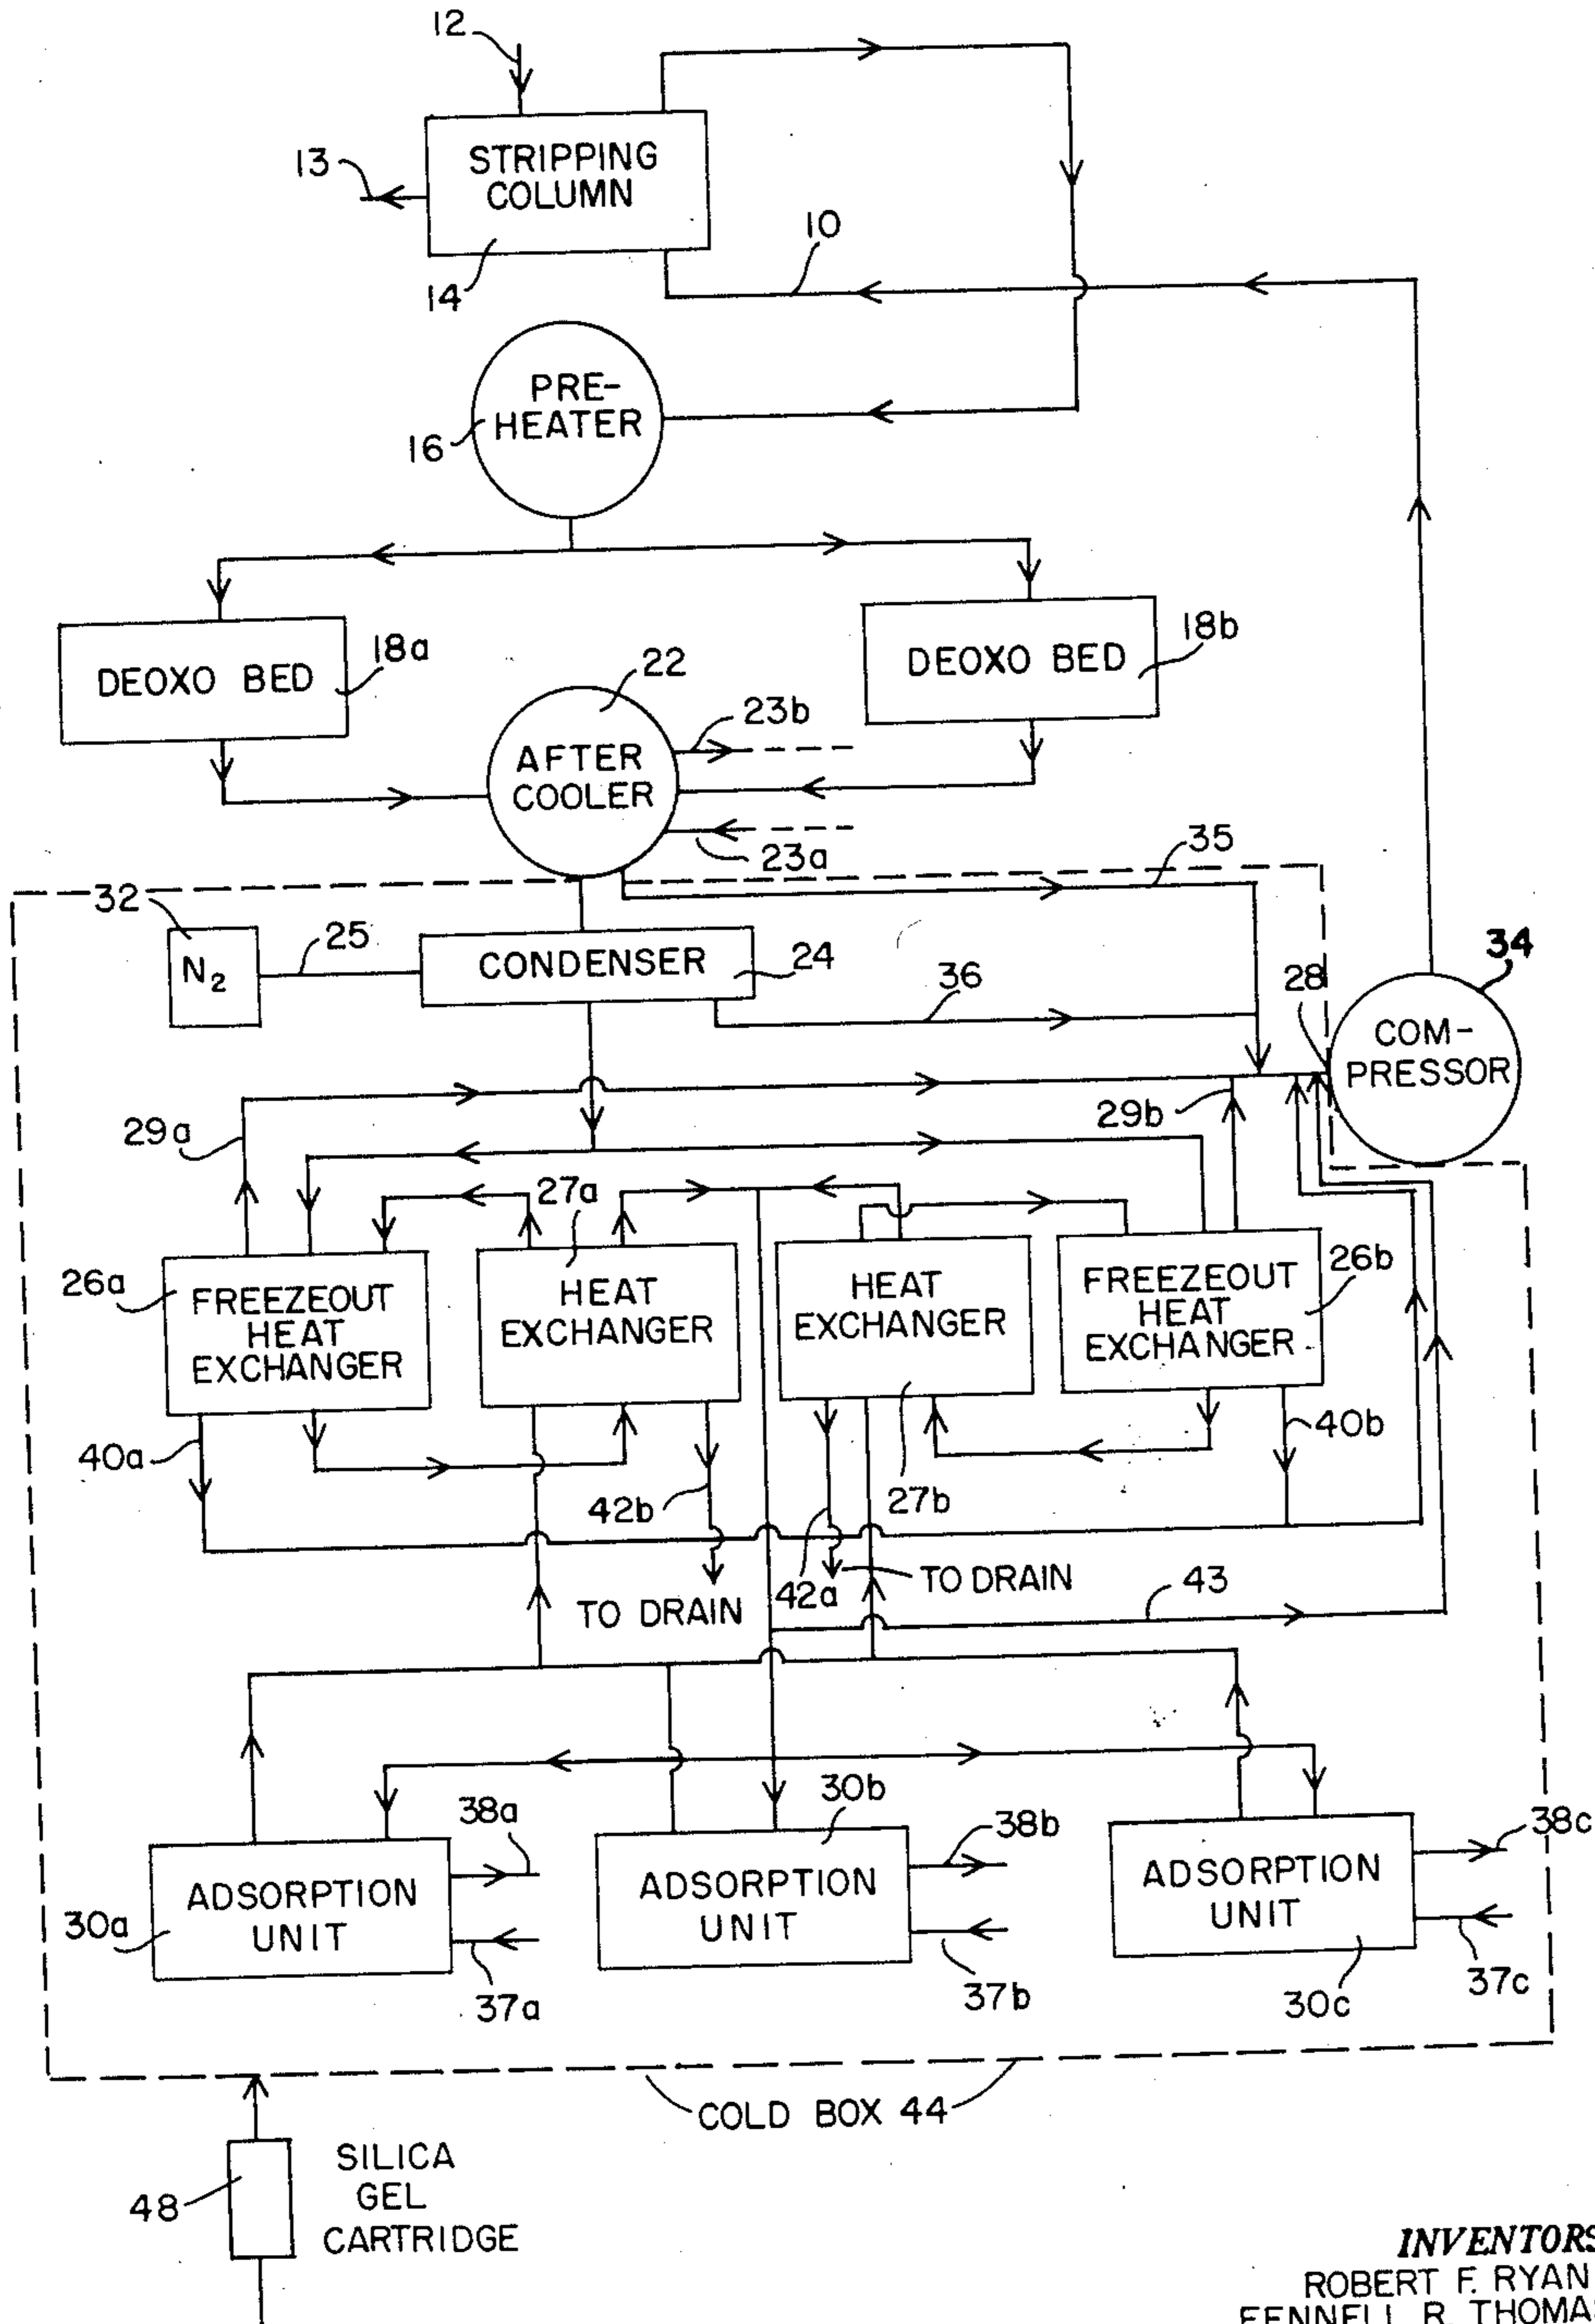 12
13
STRIPPING
COLUMN
14
10
PRE-
HEATER
16
DEOXO BED
18a
DEOXO BED
18b
22
AFTER
COOLER
23b
23a
35
32
N2
25
CONDENSER
24
36
34
28
COM-
PRESSOR
29a
29b
27a
26a
FREEZEOUT
HEAT
EXCHANGER
HEAT
EXCHANGER
HEAT
EXCHANGER
FREEZEOUT
HEAT
EXCHANGER
26b
40a
42b
27b
40b
TO DRAIN
42a
TO DRAIN
43
30b
38a
38b
38c
ADSORPTION
UNIT
30a
ADSORPTION
UNIT
ADSORPTION
UNIT
37a
37b
30c
37c
COLD BOX 44
SILICA
GEL
CARTRIDGE
48
INVENTORS
ROBERT F. RYAN
FENNELL R. THOMA